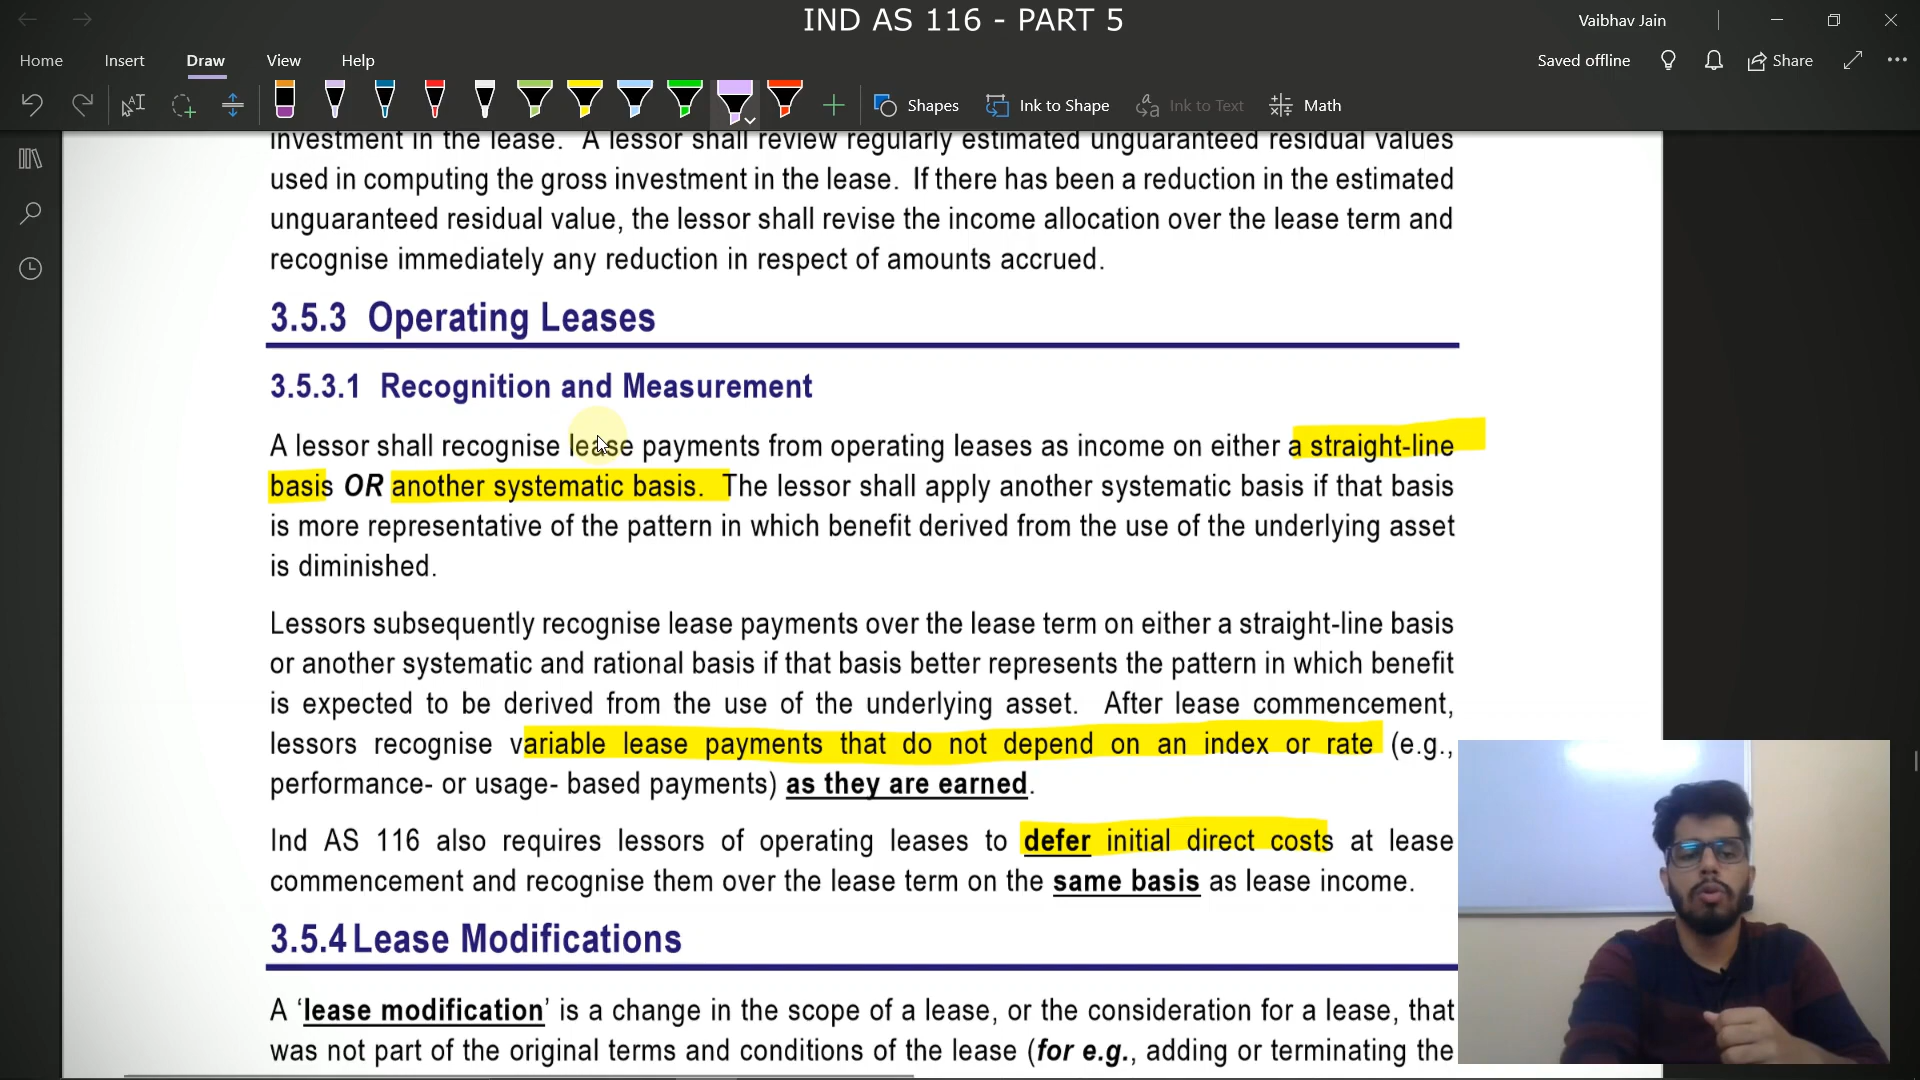 IND AS 116 - PART 5
Vaibhav Jain
Home Insert Draw View Help
Saved offline Share
Shapes Ink to Shape Ink to Text Math
investment in the lease. A lessor shall review regularly estimated unguaranteed residual values
used in computing the gross investment in the lease. If there has been a reduction in the estimated
unguaranteed residual value, the lessor shall revise the income allocation over the lease term and
recognise immediately any reduction in respect of amounts accrued.
3.5.3 Operating Leases
3.5.3.1 Recognition and Measurement
A lessor shall recognise lease payments from operating leases as income on either a straight-line
basis OR another systematic basis. The lessor shall apply another systematic basis if that basis
is more representative of the pattern in which benefit derived from the use of the underlying asset
is diminished.
Lessors subsequently recognise lease payments over the lease term on either a straight-line basis
or another systematic and rational basis if that basis better represents the pattern in which benefit
is expected to be derived from the use of the underlying asset. After lease commencement,
lessors recognise variable lease payments that do not depend on an index or rate (e.g.,
performance- or usage- based payments) as they are earned.
Ind AS 116 also requires lessors of operating leases to defer initial direct costs at lease
commencement and recognise them over the lease term on the same basis as lease income.
3.5.4 Lease Modifications
A ‘lease modification’ is a change in the scope of a lease, or the consideration for a lease, that
was not part of the original terms and conditions of the lease (for e.g., adding or terminating the